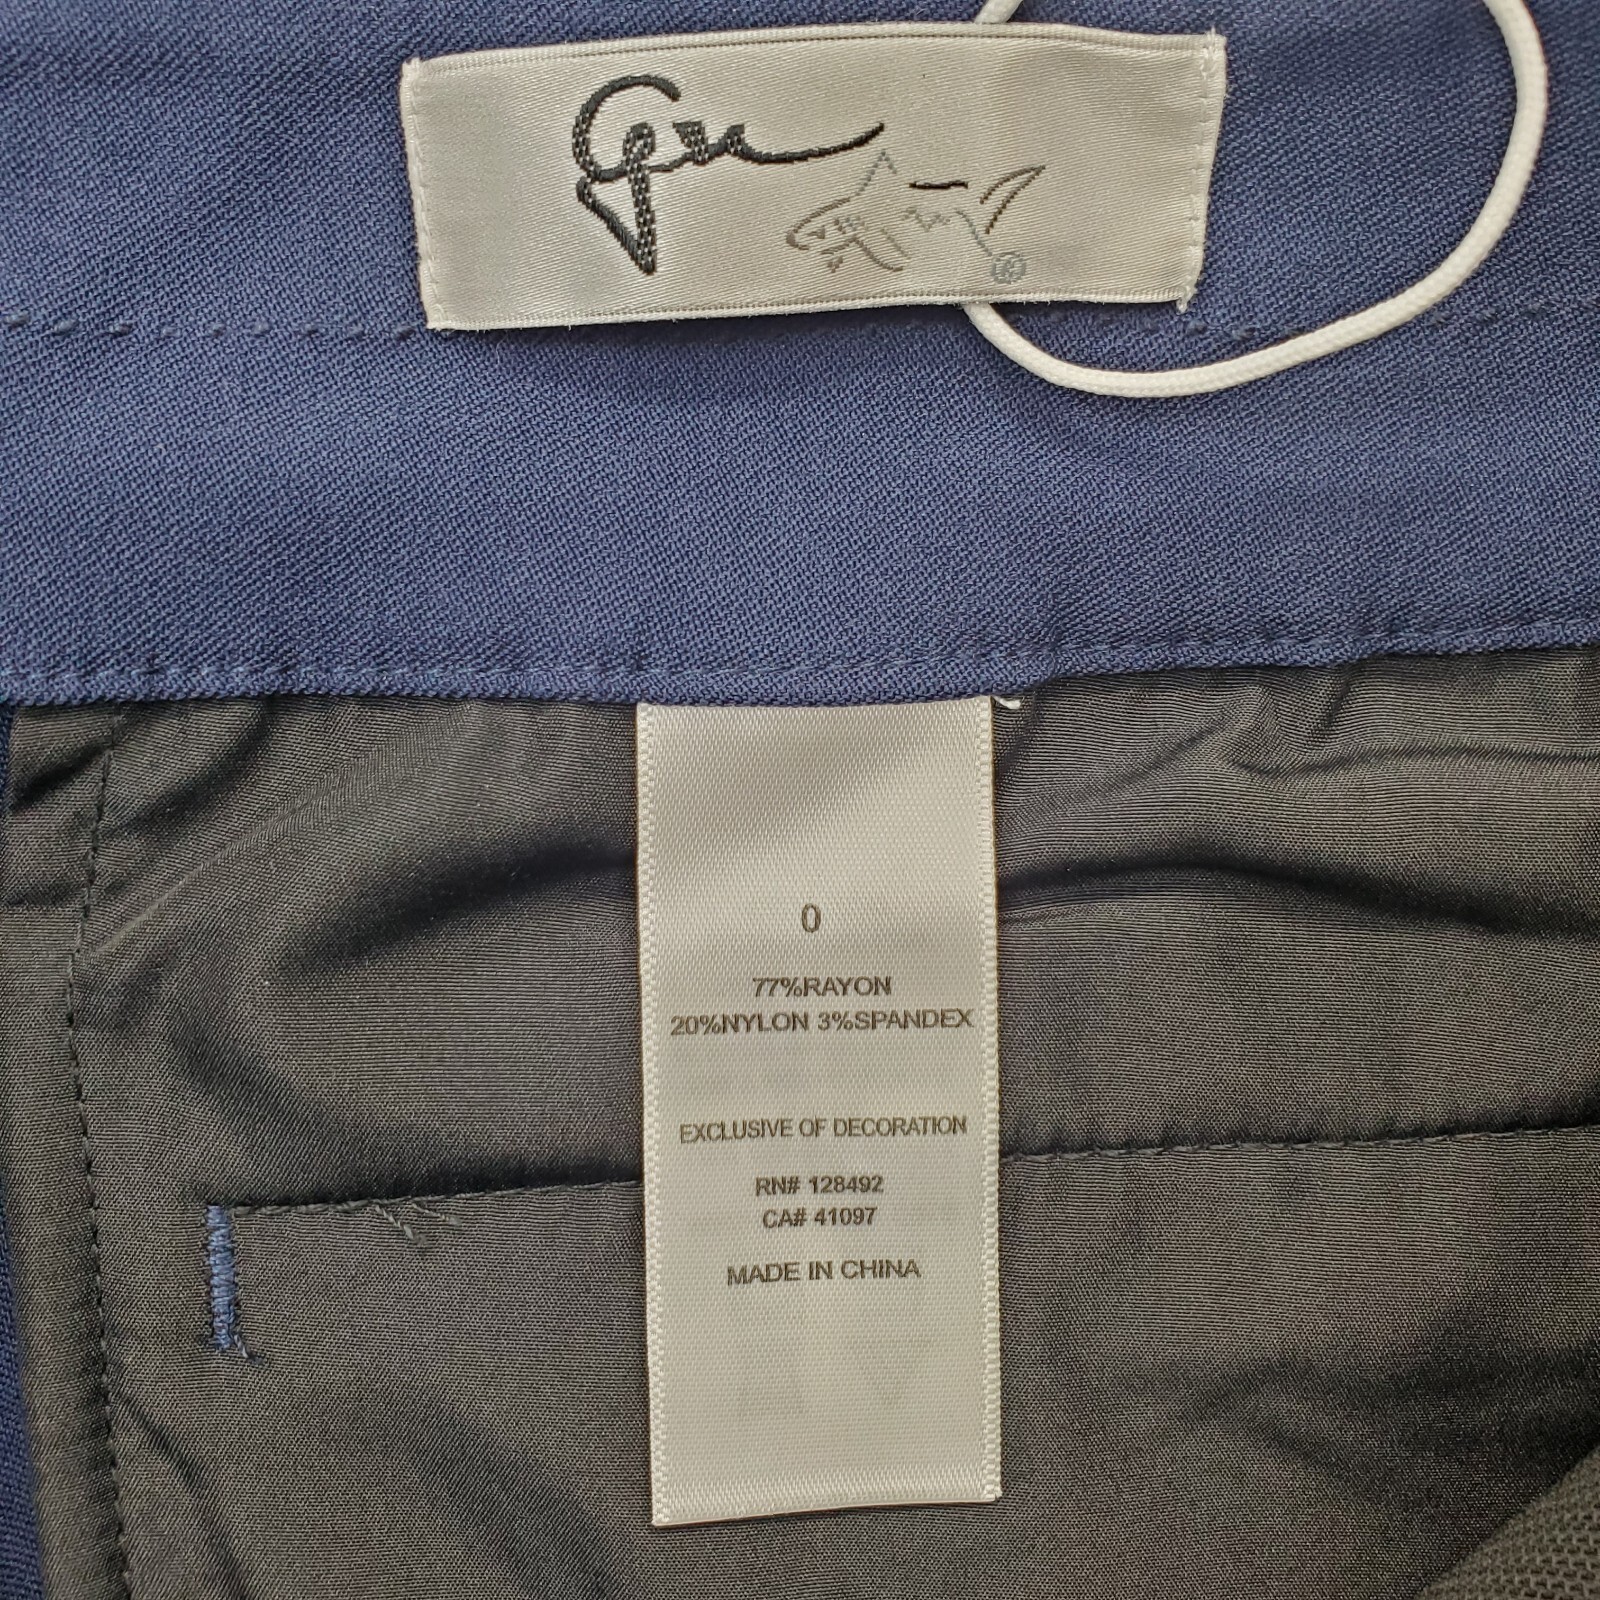 ®
0
77%RAYON
20%NYLON 3%SPANDEX
EXCLUSIVE OF DECORATION
RN# 128492
CA# 41097
MADE IN CHINA